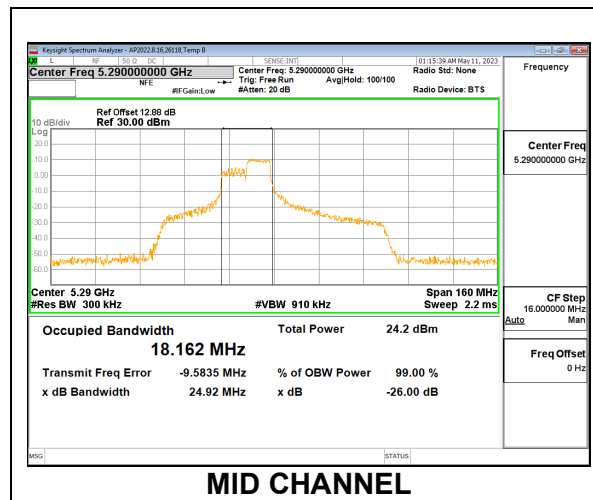 Keysight Spectrum Analyzer - AP2022.8.16,26118,Temp B
L RF 50 Ω DC SENSE:INT 01:15:39 AM May 11, 2023
Center Freq 5.290000000 GHz
NFE
#IFGain:Low
Center Freq: 5.290000000 GHz
Trig: Free Run Avg|Hold: 100/100
#Atten: 20 dB
Radio Std: None
Radio Device: BTS
Frequency
Ref Offset 12.88 dB
10 dB/div Ref 30.00 dBm
Log
20.0
10.0
0.00
-10.0
-20.0
-30.0
-40.0
-50.0
-60.0
Center 5.29 GHz Span 160 MHz
#Res BW 300 kHz #VBW 910 kHz Sweep 2.2 ms
Occupied Bandwidth Total Power 24.2 dBm
18.162 MHz
Transmit Freq Error -9.5835 MHz % of OBW Power 99.00 %
x dB Bandwidth 24.92 MHz x dB -26.00 dB
Center Freq
5.290000000 GHz
CF Step
16.000000 MHz
Auto Man
Freq Offset
0 Hz
MSG STATUS
MID CHANNEL